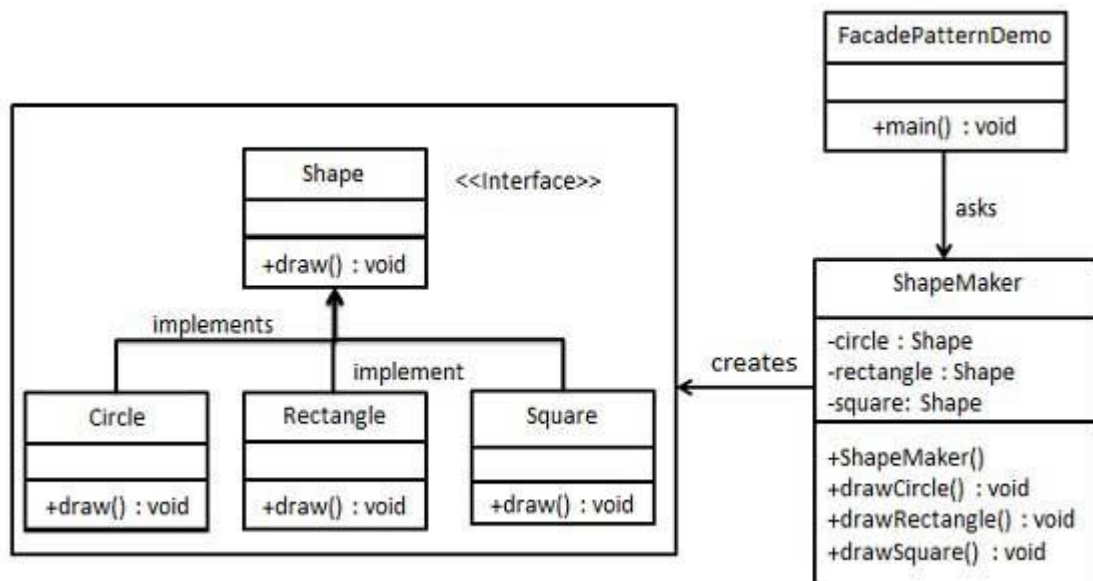 FacadePatternDemo
+main() : void
asks
Shape
<<Interface>>
+draw() : void
implements
implement
Circle
+draw() : void
Rectangle
+draw() : void
Square
+draw() : void
creates
ShapeMaker
-circle : Shape
-rectangle : Shape
-square: Shape
+ShapeMaker()
+drawCircle() : void
+drawRectangle() : void
+drawSquare() : void